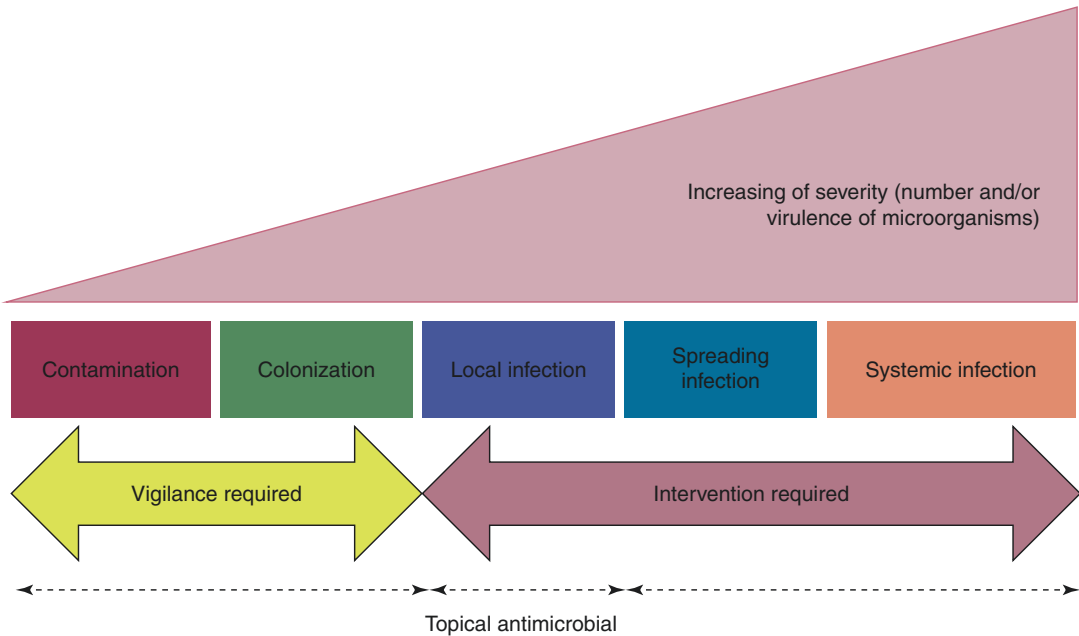 Increasing of severity (number and/or
virulence of microorganisms)
Contamination
Colonization
Local infection
Spreading
infection
Systemic infection
Vigilance required
Intervention required
Topical antimicrobial